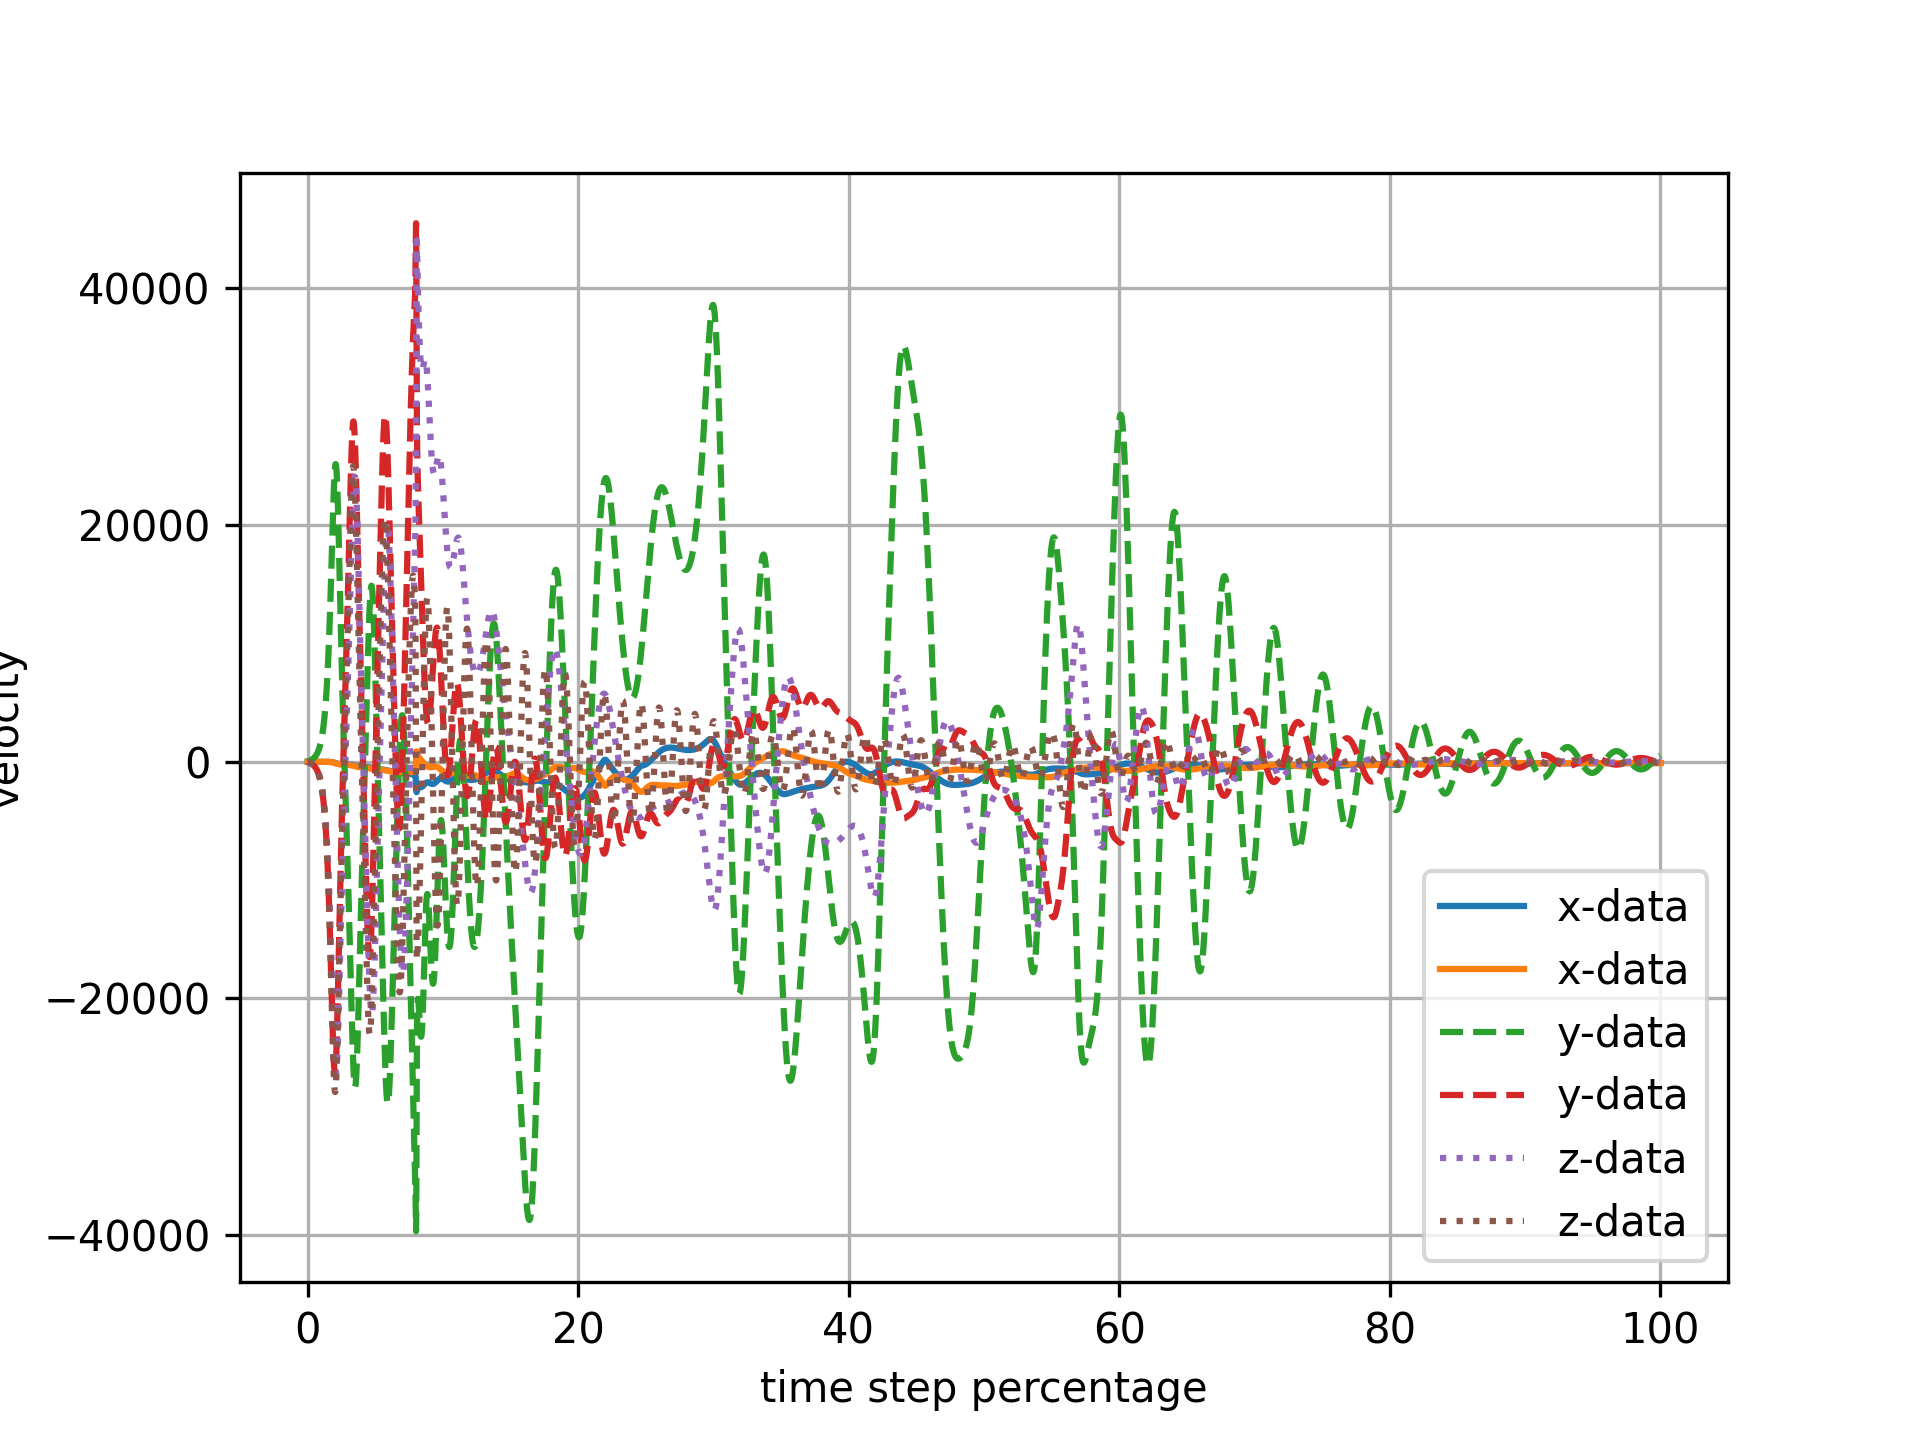 velocity
40000
20000
0
−20000
−40000
0 20 40 60 80 100
time step percentage
x-data
x-data
y-data
y-data
z-data
z-data